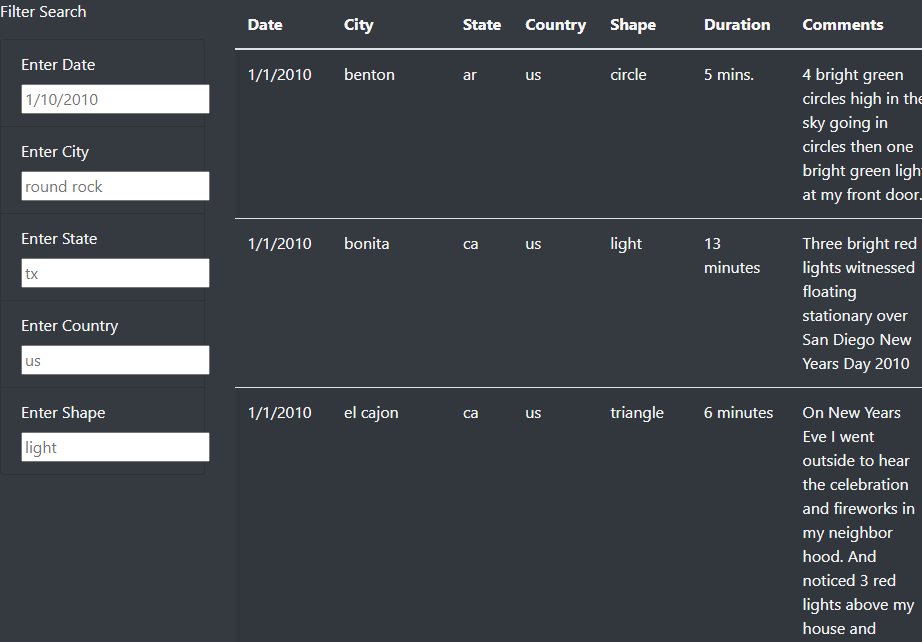 Filter Search
Enter Date
1/10/2010
Enter City
round rock
Enter State
tx
Enter Country
us
Enter Shape
light
Date City State Country Shape Duration Comments
1/1/2010 benton ar us circle 5 mins. 4 bright green
circles high in the
sky going in
circles then one
bright green light
at my front door.
1/1/2010 bonita ca us light 13 Three bright red
minutes lights witnessed
floating
stationary over
San Diego New
Years Day 2010
1/1/2010 el cajon ca us triangle 6 minutes On New Years
Eve I went
outside to hear
the celebration
and fireworks in
my neighbor
hood. And
noticed 3 red
lights above my
house and